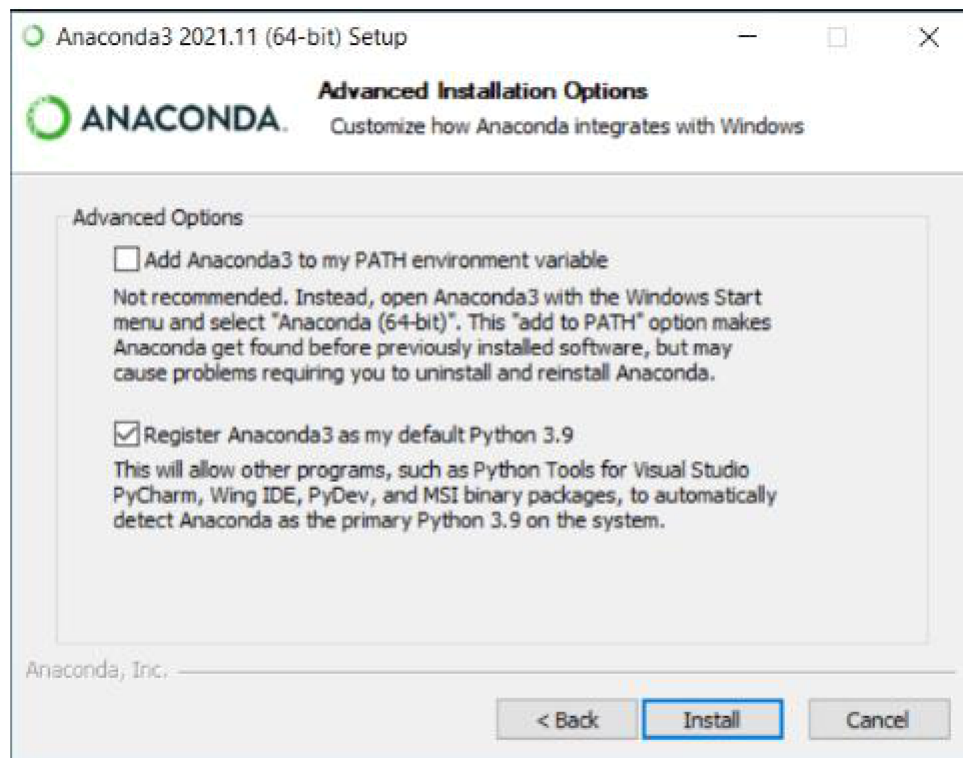 Anaconda3 2021.11 (64-bit) Setup
Advanced Installation Options
ANACONDA.
Customize how Anaconda integrates with Windows
Advanced Options
Add Anaconda3 to my PATH environment variable
Not recommended. Instead, open Anaconda3 with the Windows Start
menu and select "Anaconda (64-bit)". This "add to PATH" option makes
Anaconda get found before previously installed software, but may
cause problems requiring you to uninstall and reinstall Anaconda.
Register Anaconda3 as my default Python 3.9
This will allow other programs, such as Python Tools for Visual Studio
PyCharm, Wing IDE, PyDev, and MSI binary packages, to automatically
detect Anaconda as the primary Python 3.9 on the system.
Anaconda, Inc.
< Back
Install
Cancel